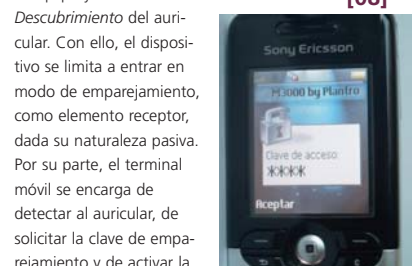 [08]
Descubrimiento del auri-
cular. Con ello, el disposi-
tivo se limita a entrar en
modo de emparejamiento,
como elemento receptor,
dada su naturaleza pasiva.
Por su parte, el terminal
móvil se encarga de
detectar al auricular, de
solicitar la clave de empa-
rejamiento y de activar la
Sony Ericsson
M3000 by Plantro
Clave de acceso:
****
Aceptar